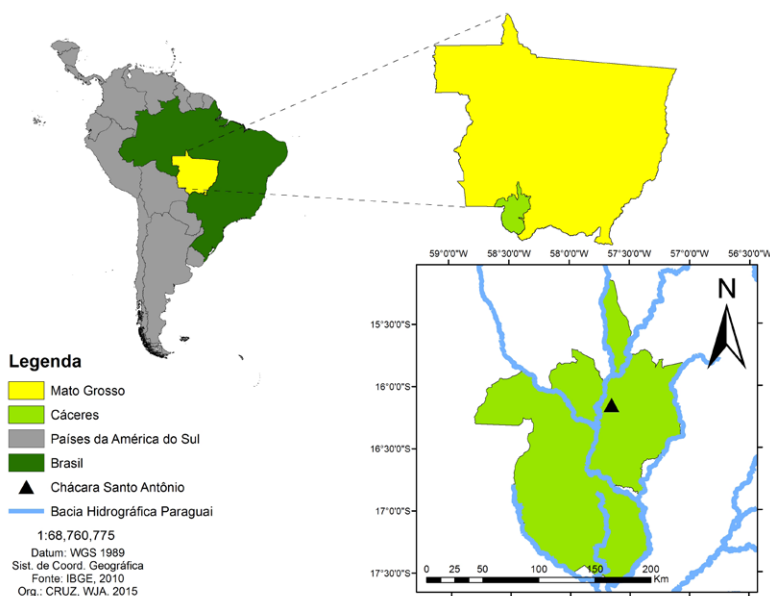 59°0'0"W 58°30'0"W 58°0'0"W 57°30'0"W 57°0'0"W 56°30'0"W
N
15°30'0"S
16°0'0"S
16°30'0"S
17°0'0"S
17°30'0"S
0 25 50 100 150 200
Km
Legenda
Mato Grosso
Cáceres
Países da América do Sul
Brasil
Chácara Santo Antônio
Bacia Hidrográfica Paraguai
1:68,760,775
Datum: WGS 1989
Sist. de Coord. Geográfica
Fonte: IBGE, 2010
Org.: CRUZ, WJA, 2015